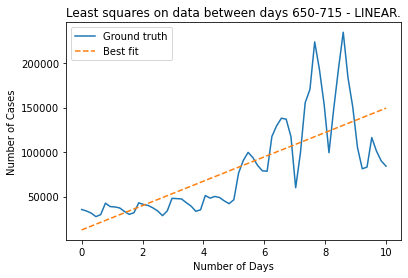 Least squares on data between days 650-715 - LINEAR.
Ground truth
Best fit
200000
150000
100000
50000
Number of Cases
0
2
4
6
8
10
Number of Days